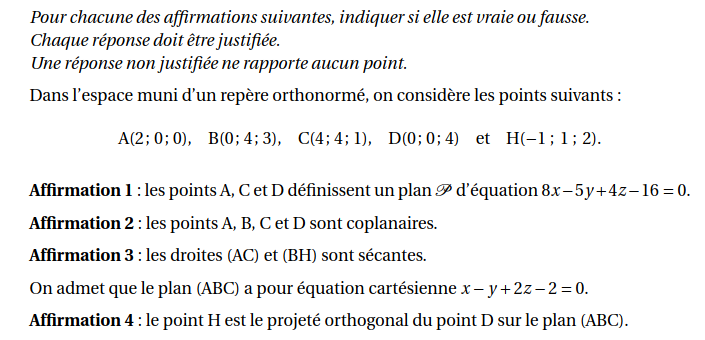 Pour chacune des affirmations suivantes, indiquer si elle est vraie ou fausse.
Chaque réponse doit être justifiée.
Une réponse non justifiée ne rapporte aucun point.
Dans l'espace muni d'un repère orthonormé, on considère les points suivants :
A(2; 0; 0), B(0; 4; 3), C(4; 4; 1), D(0; 0; 4) et H(−1 ; 1 ; 2).
Affirmation 1 : les points A, C et D définissent un plan 𝒫 d'équation 8x−5y+4z−16 = 0.
Affirmation 2 : les points A, B, C et D sont coplanaires.
Affirmation 3 : les droites (AC) et (BH) sont sécantes.
On admet que le plan (ABC) a pour équation cartésienne x − y + 2z − 2 = 0.
Affirmation 4 : le point H est le projeté orthogonal du point D sur le plan (ABC).